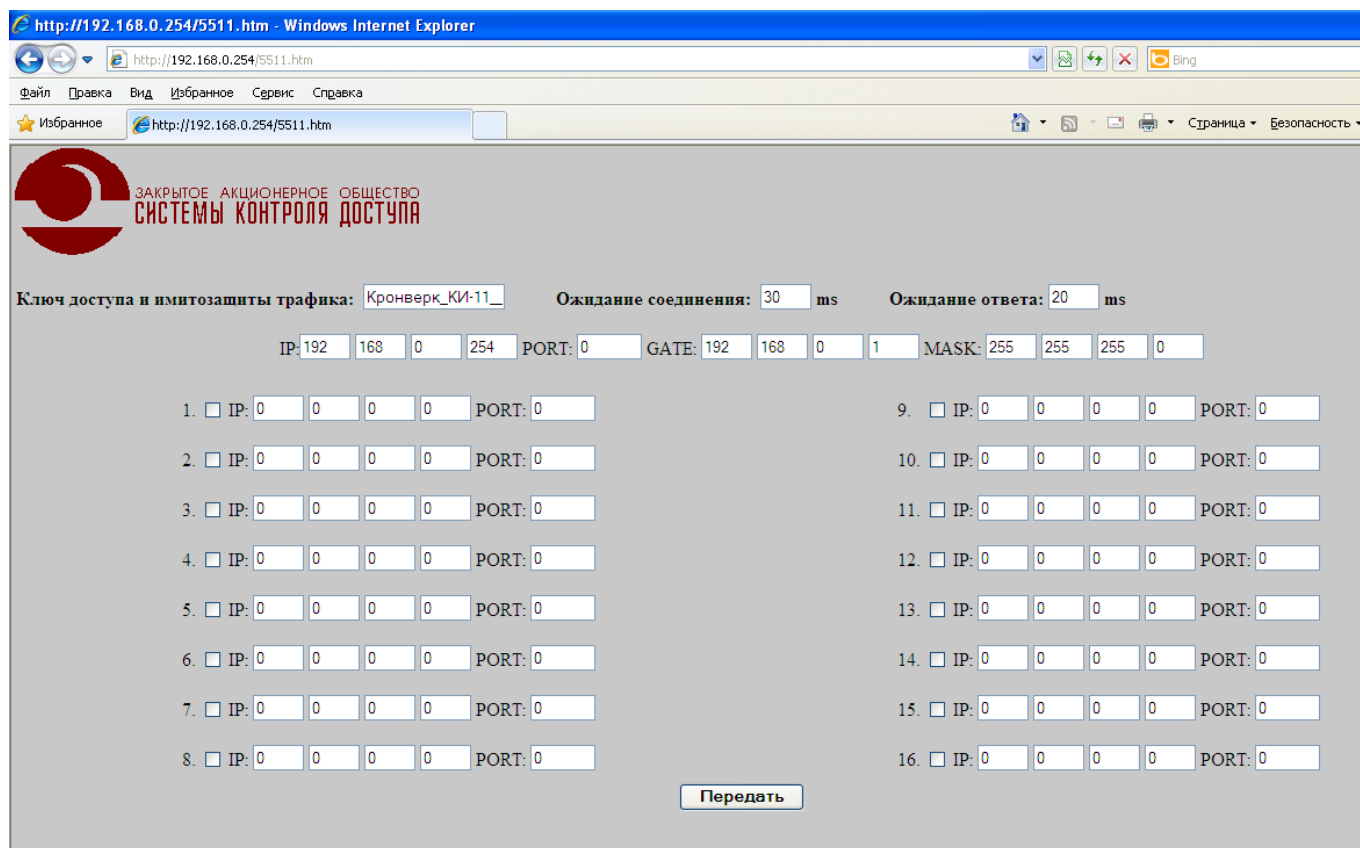 http://192.168.0.254/5511.htm - Windows Internet Explorer
http://192.168.0.254/5511.htm Bing
Файл Правка Вид Избранное Сервис Справка
Избранное http://192.168.0.254/5511.htm Страница Безопасность
ЗАКРЫТОЕ АКЦИОНЕРНОЕ ОБЩЕСТВО
СИСТЕМЫ КОНТРОЛЯ ДОСТУПА
Ключ доступа и имитозащиты трафика: Кронверк_КИ-11__ Ожидание соединения: 30 ms Ожидание ответа: 20 ms
IP: 192 168 0 254 PORT: 0 GATE: 192 168 0 1 MASK: 255 255 255 0
1. IP: 0 0 0 0 PORT: 0 9. IP: 0 0 0 0 PORT: 0
2. IP: 0 0 0 0 PORT: 0 10. IP: 0 0 0 0 PORT: 0
3. IP: 0 0 0 0 PORT: 0 11. IP: 0 0 0 0 PORT: 0
4. IP: 0 0 0 0 PORT: 0 12. IP: 0 0 0 0 PORT: 0
5. IP: 0 0 0 0 PORT: 0 13. IP: 0 0 0 0 PORT: 0
6. IP: 0 0 0 0 PORT: 0 14. IP: 0 0 0 0 PORT: 0
7. IP: 0 0 0 0 PORT: 0 15. IP: 0 0 0 0 PORT: 0
8. IP: 0 0 0 0 PORT: 0 16. IP: 0 0 0 0 PORT: 0
Передать